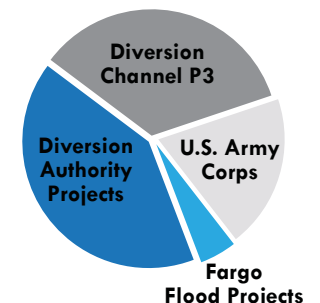 Diversion
Channel P3
Diversion
Authority
Projects
U.S. Army
Corps
Fargo
Flood Projects